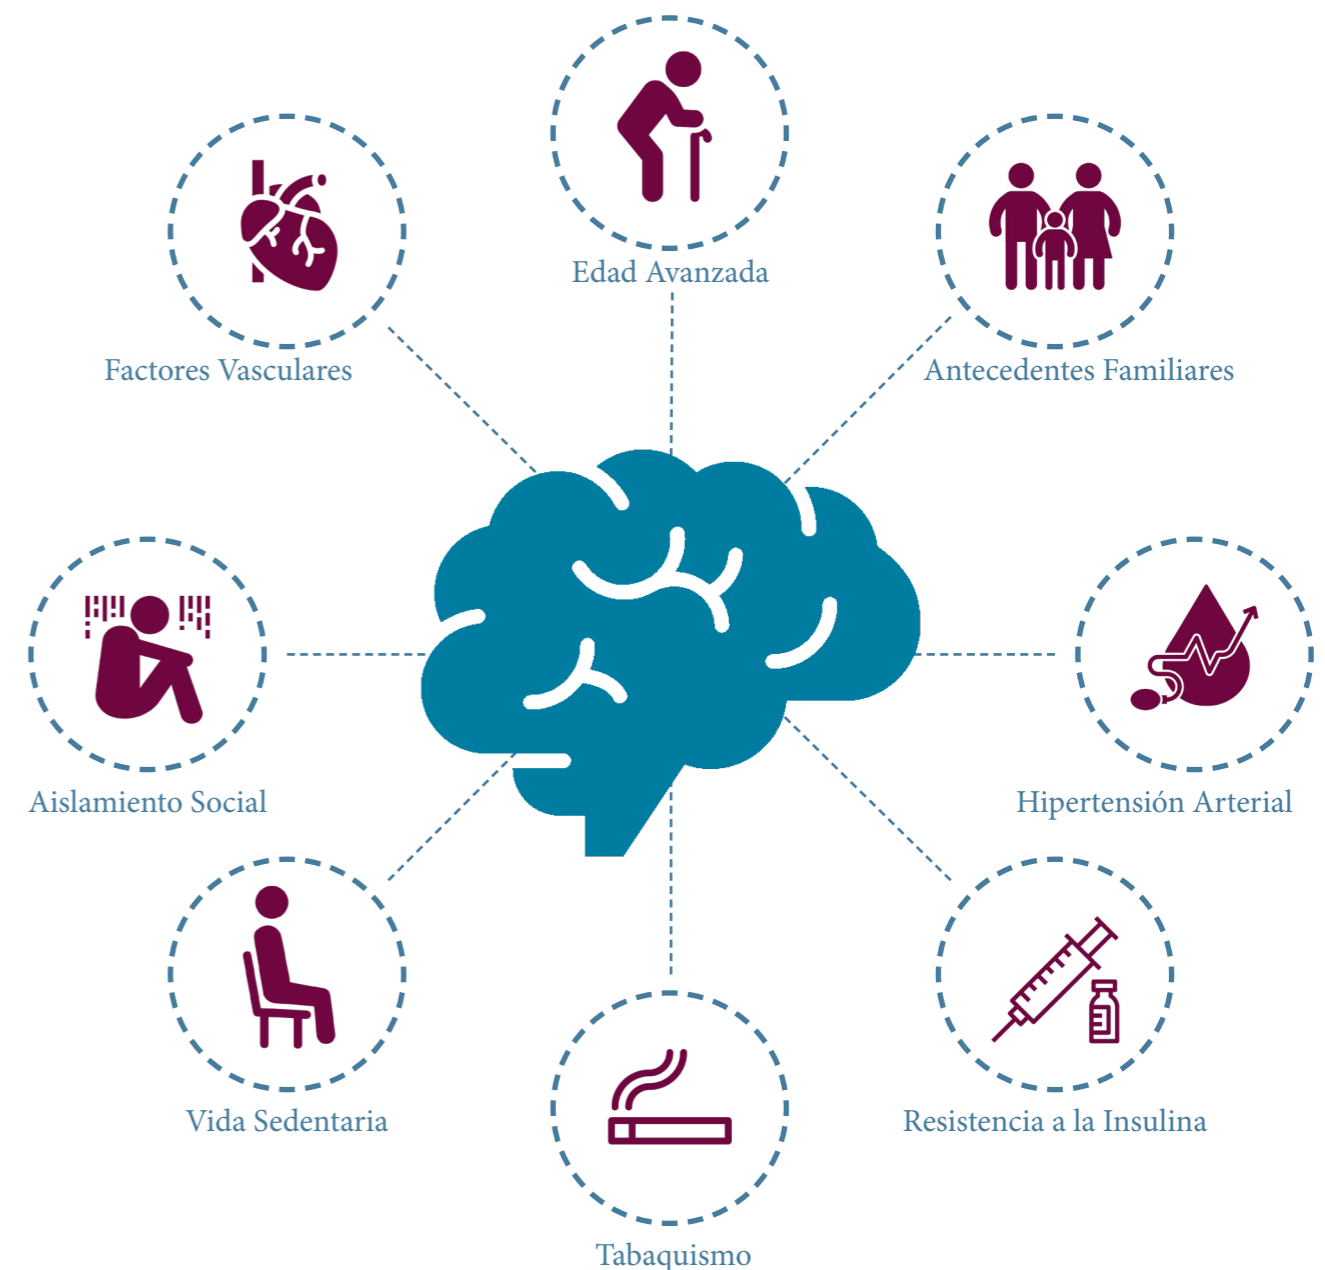 Edad Avanzada
Factores Vasculares
Antecedentes Familiares
Aislamiento Social
Hipertensión Arterial
Vida Sedentaria
Resistencia a la Insulina
Tabaquismo